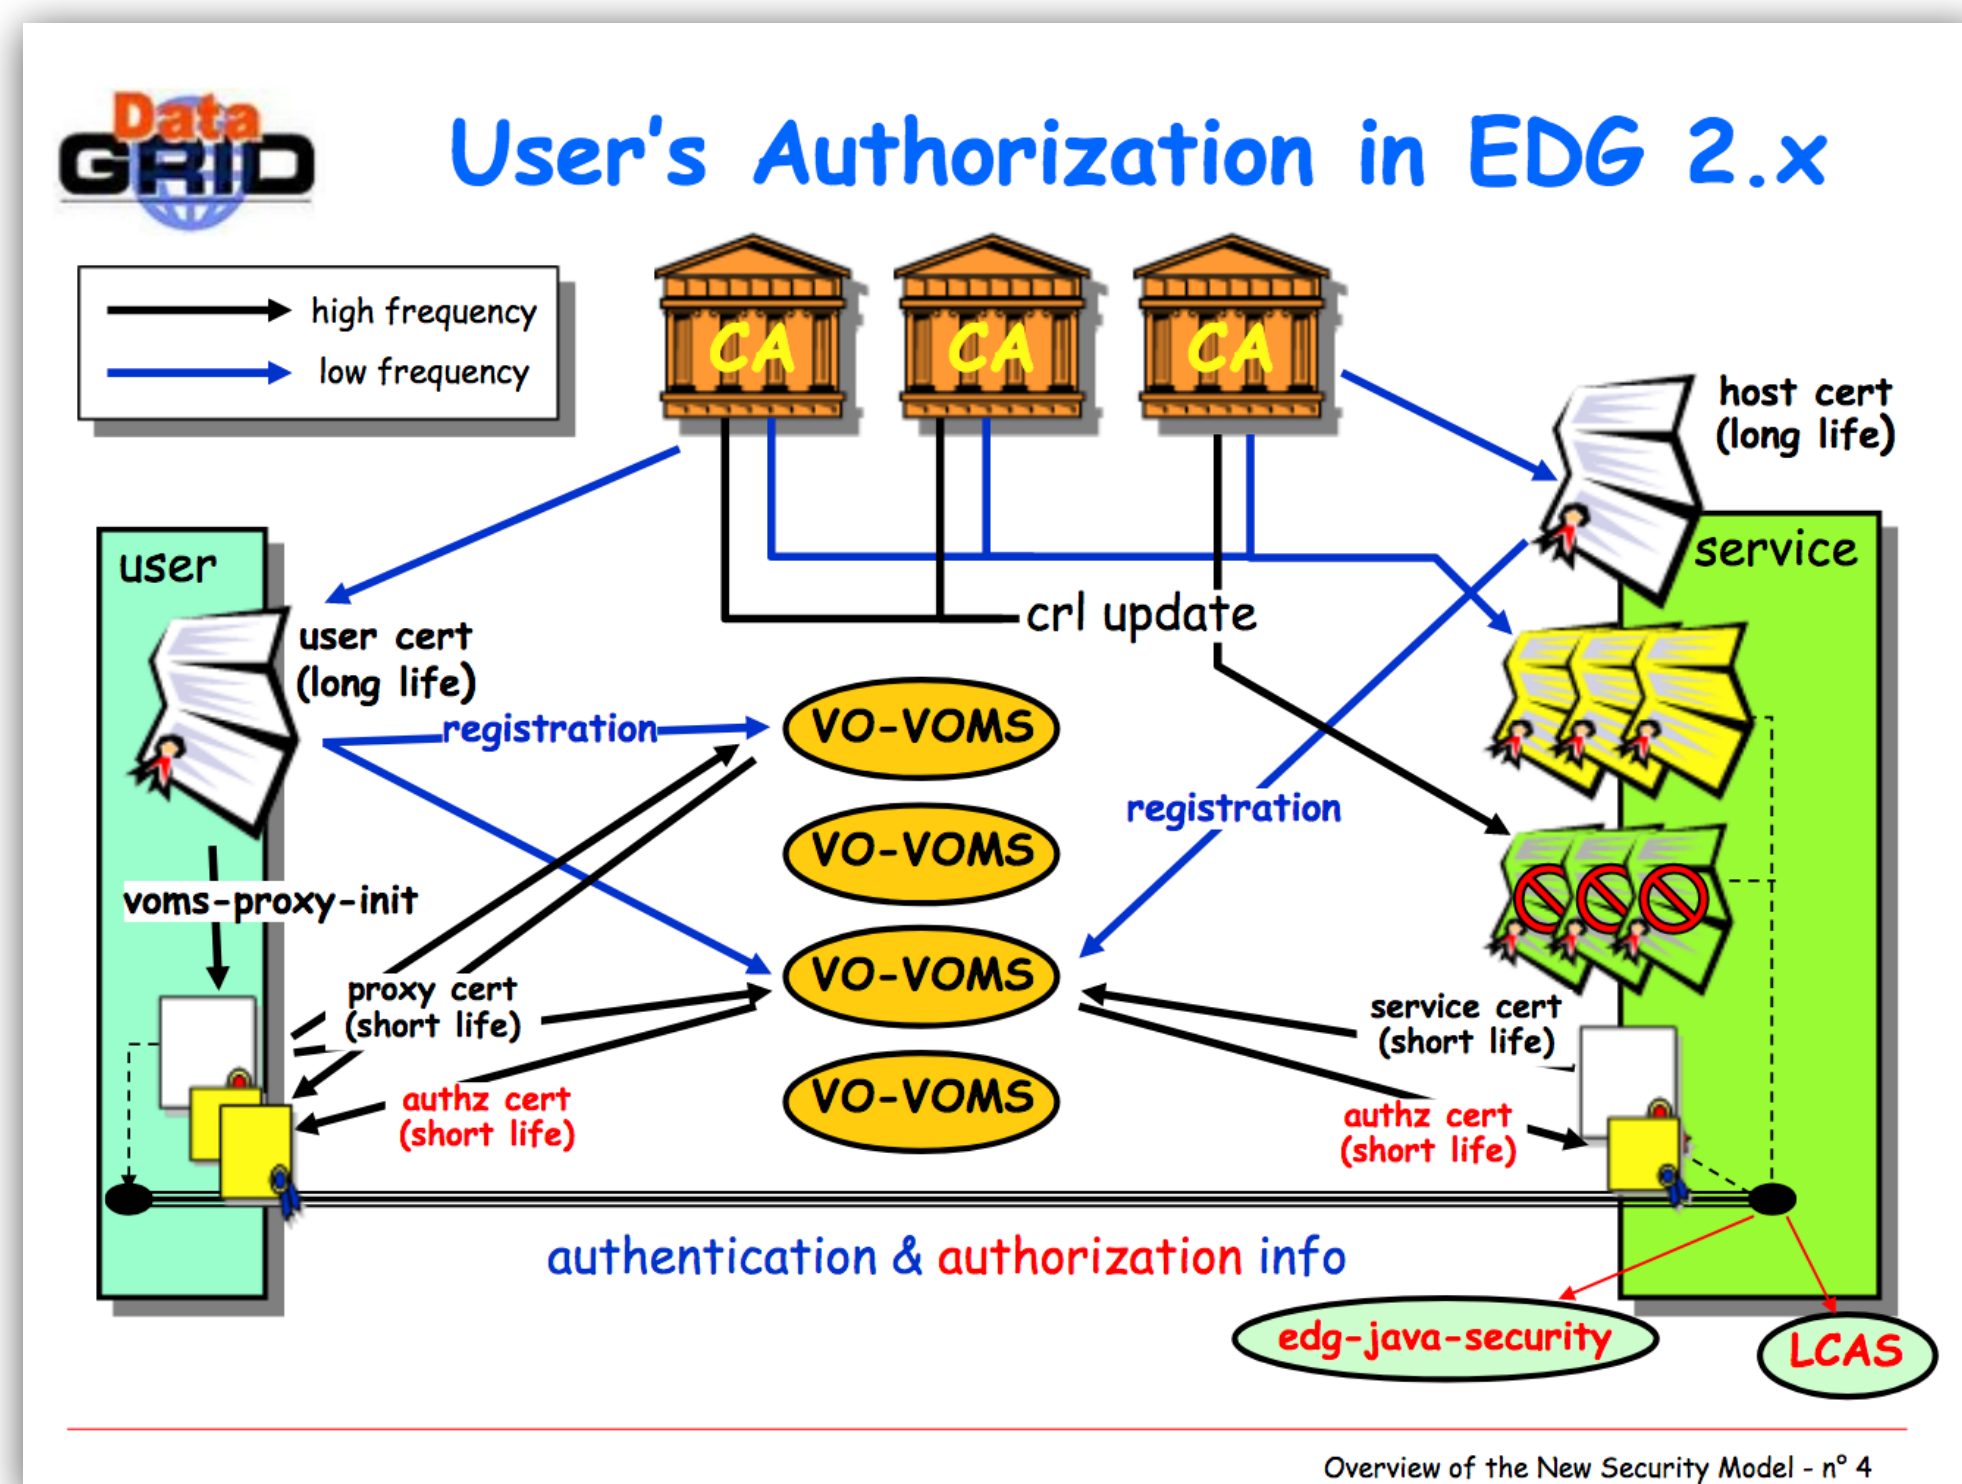 Data
GRID
User's Authorization in EDG 2.x
high frequency
low frequency
CA
CA
CA
host cert
(long life)
user
service
user cert
(long life)
crl update
registration
VO-VOMS
registration
VO-VOMS
voms-proxy-init
VO-VOMS
proxy cert
(short life)
service cert
(short life)
VO-VOMS
authz cert
(short life)
authz cert
(short life)
authentication & authorization info
edg-java-security
LCAS
Overview of the New Security Model - n° 4